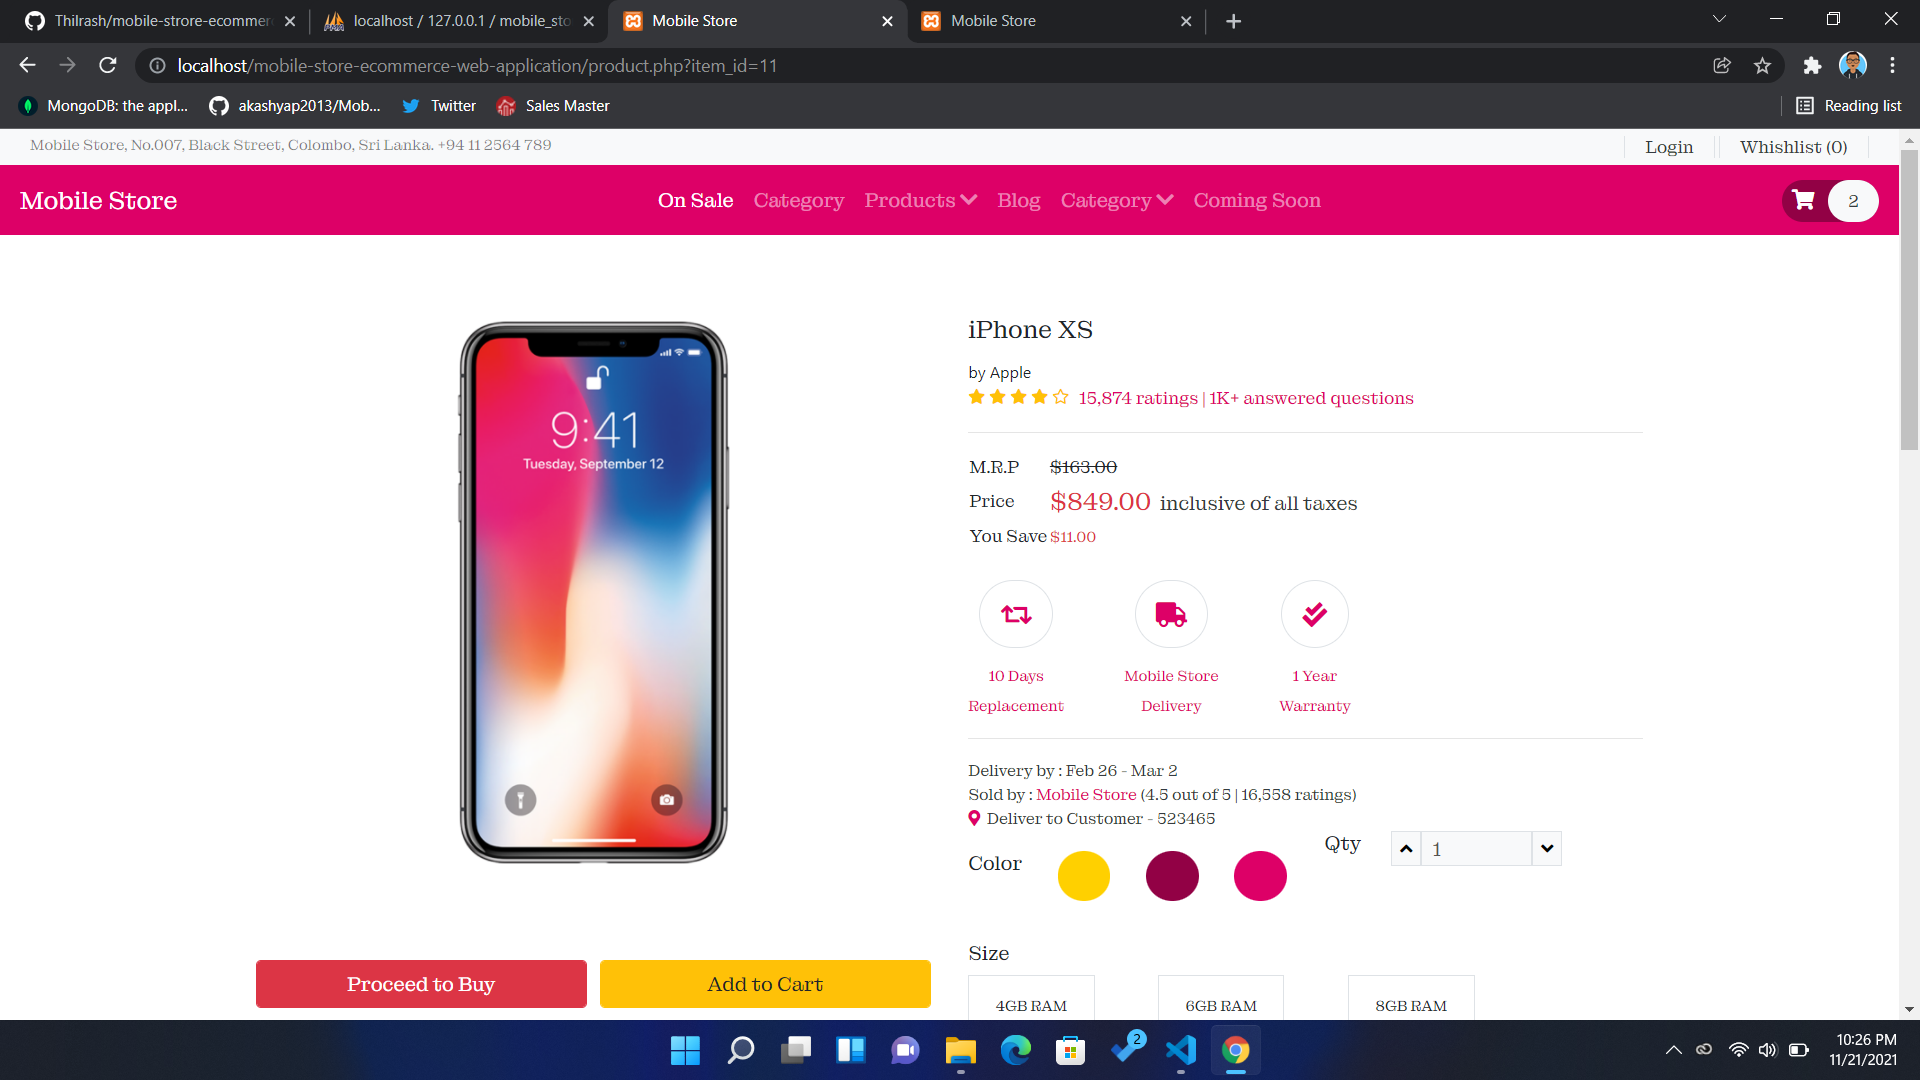 Thilrash/mobile-strore-ecommerc
localhost / 127.0.0.1 / mobile_sto
Mobile Store
Mobile Store
localhost/mobile-store-ecommerce-web-application/product.php?item_id=11
MongoDB: the appl...
akashyap2013/Mob...
Twitter
Sales Master
Reading list
Mobile Store, No.007, Black Street, Colombo, Sri Lanka. +94 11 2564 789
Login
Whishlist (0)
Mobile Store
On Sale
Category
Products
Blog
Category
Coming Soon
2
9:41
Tuesday, September 12
iPhone XS
by Apple
15,874 ratings | 1K+ answered questions
M.R.P $163.00
Price $849.00 inclusive of all taxes
You Save $11.00
10 Days
Replacement
Mobile Store
Delivery
1 Year
Warranty
Delivery by : Feb 26 - Mar 2
Sold by : Mobile Store (4.5 out of 5 | 16,558 ratings)
Deliver to Customer - 523465
Color
Qty
1
Size
4GB RAM
6GB RAM
8GB RAM
Proceed to Buy
Add to Cart
2
10:26 PM
11/21/2021